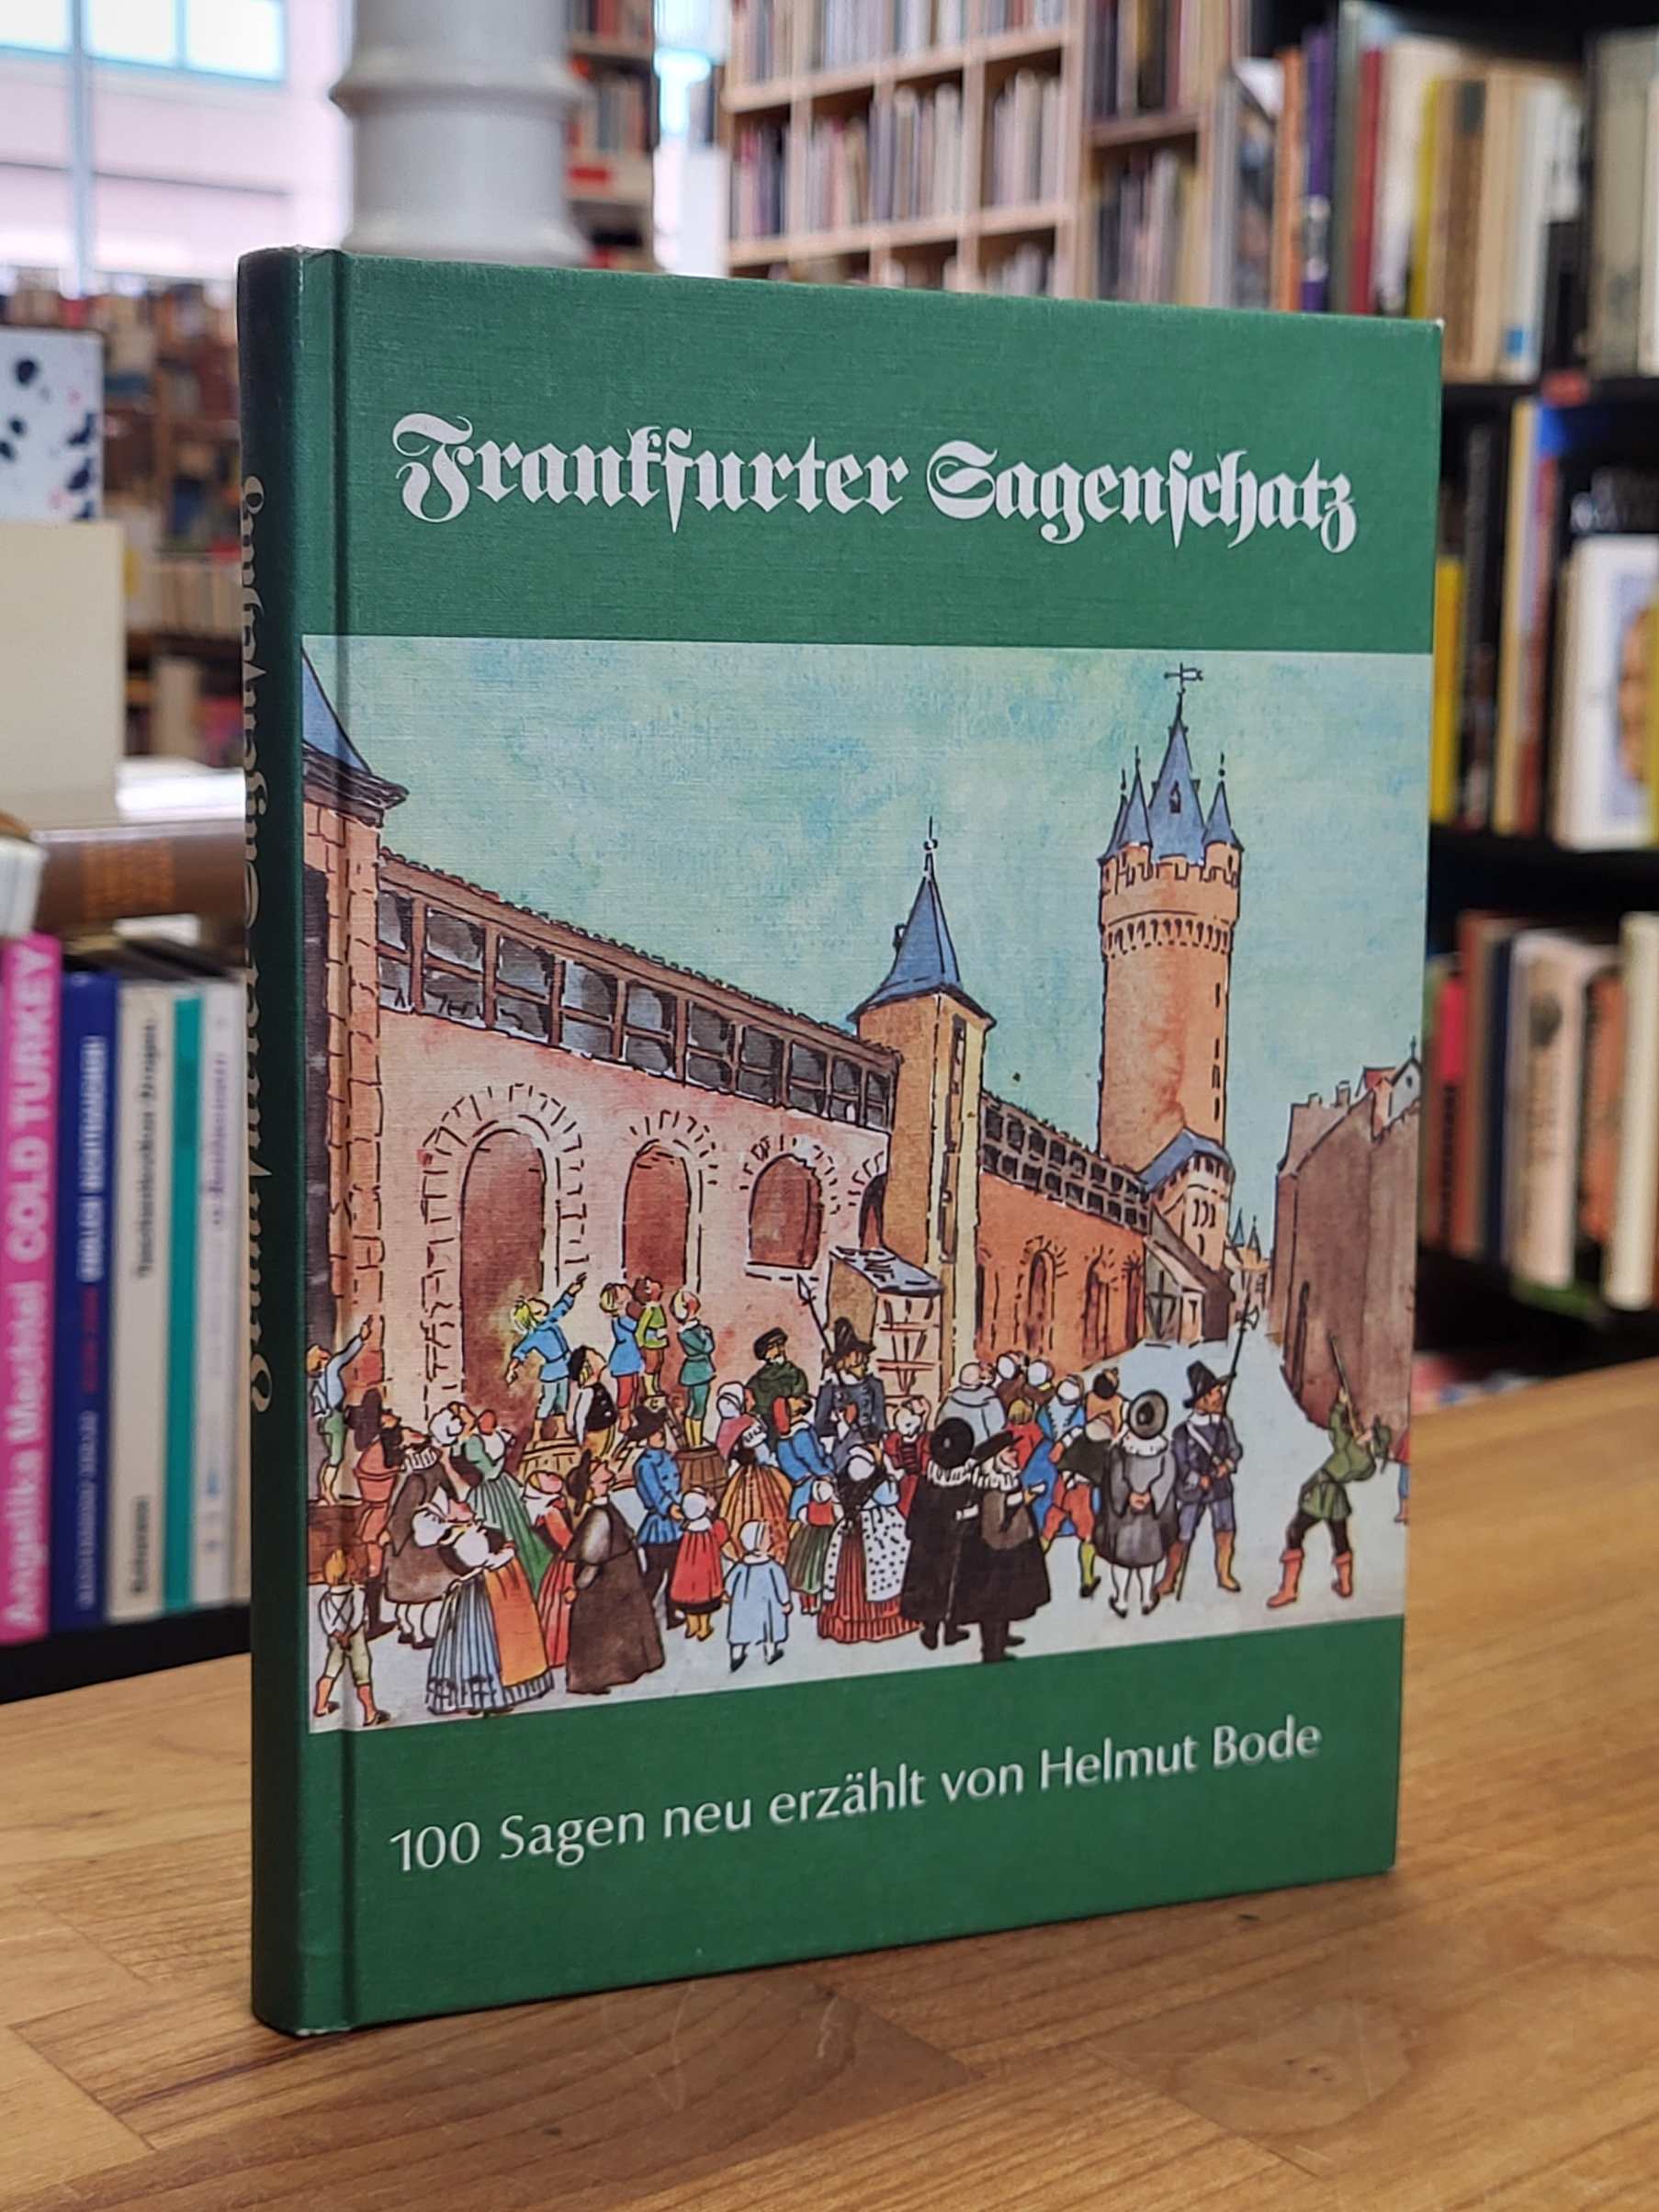 Frankfurter Sagenschatz
100 Sagen neu erzählt von Helmut Bode
Frankfurter Sagenschatz
Angelika Mechtel COLD TURKEY